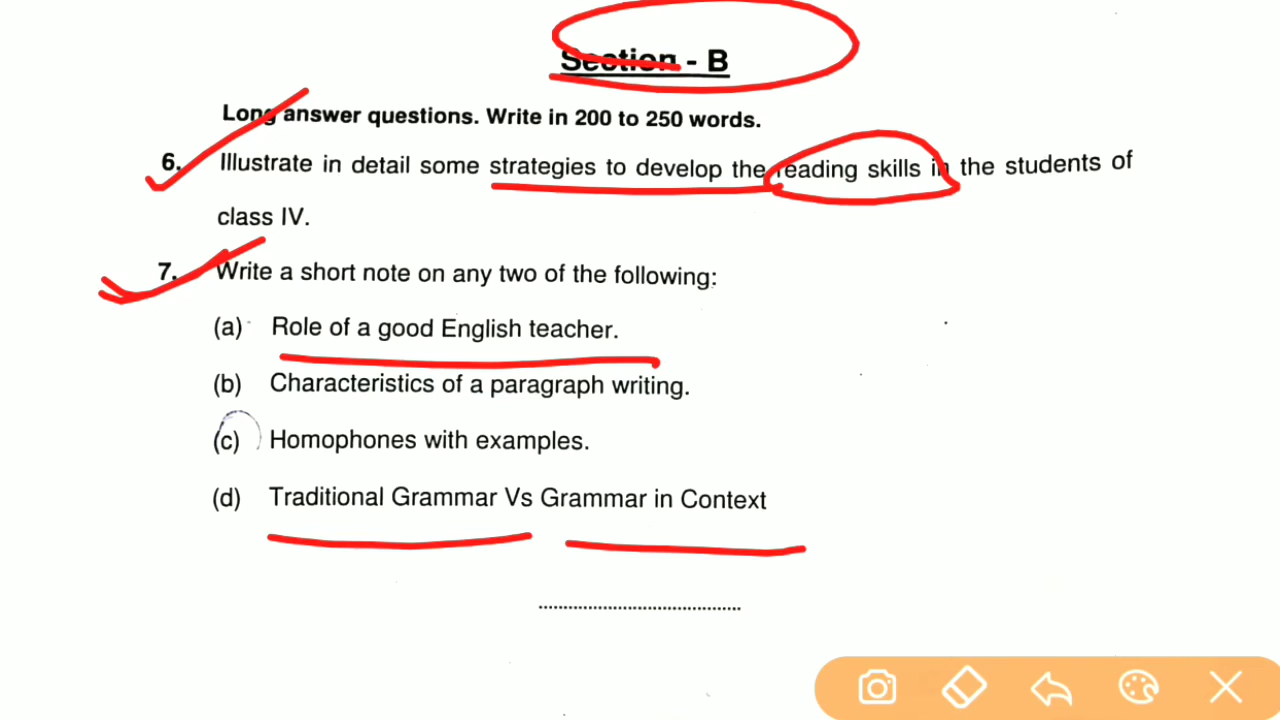 Section - B
Long answer questions. Write in 200 to 250 words.
6. Illustrate in detail some strategies to develop the reading skills in the students of
class IV.
7. Write a short note on any two of the following:
(a) Role of a good English teacher.
(b) Characteristics of a paragraph writing.
(c) Homophones with examples.
(d) Traditional Grammar Vs Grammar in Context